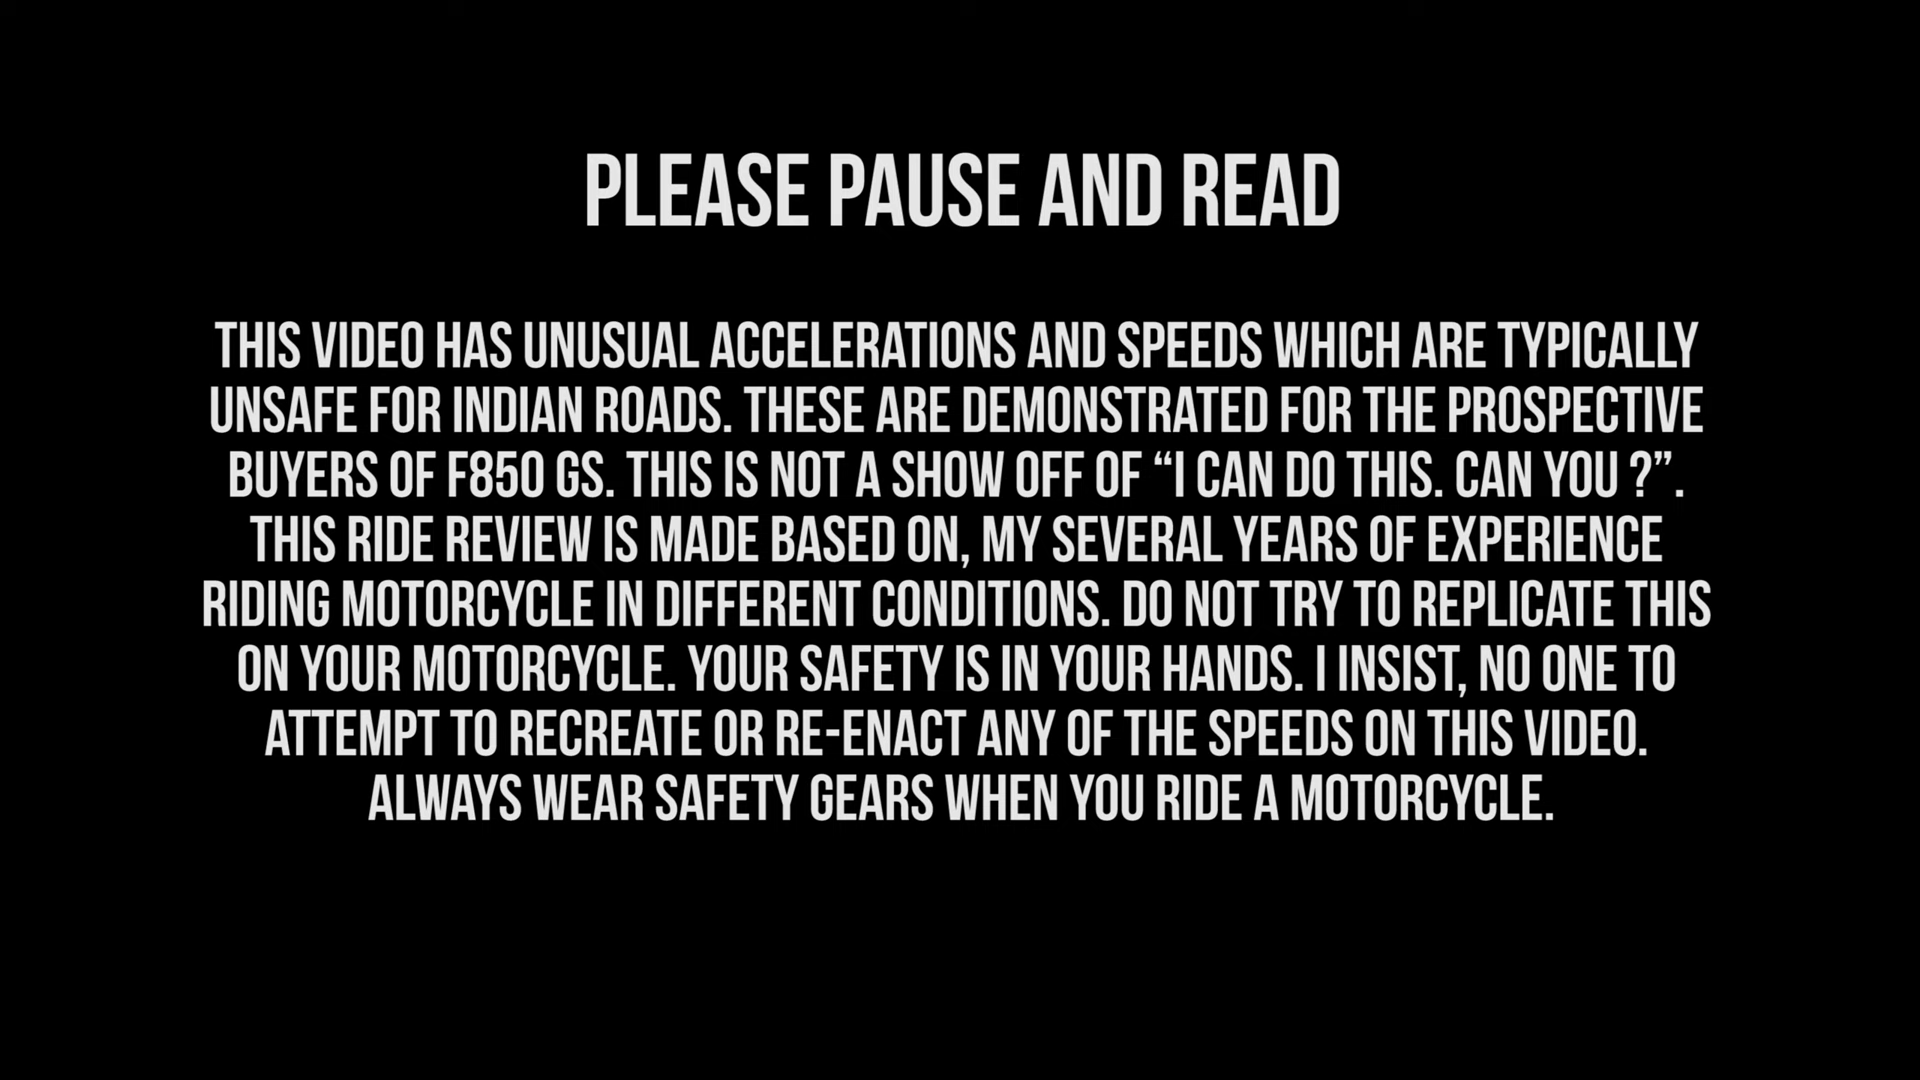 PLEASE PAUSE AND READ
THIS VIDEO HAS UNUSUAL ACCELERATIONS AND SPEEDS WHICH ARE TYPICALLY
UNSAFE FOR INDIAN ROADS. THESE ARE DEMONSTRATED FOR THE PROSPECTIVE
BUYERS OF F850 GS. THIS IS NOT A SHOW OFF OF “I CAN DO THIS. CAN YOU ?”.
THIS RIDE REVIEW IS MADE BASED ON, MY SEVERAL YEARS OF EXPERIENCE
RIDING MOTORCYCLE IN DIFFERENT CONDITIONS. DO NOT TRY TO REPLICATE THIS
ON YOUR MOTORCYCLE. YOUR SAFETY IS IN YOUR HANDS. I INSIST, NO ONE TO
ATTEMPT TO RECREATE OR RE-ENACT ANY OF THE SPEEDS ON THIS VIDEO.
ALWAYS WEAR SAFETY GEARS WHEN YOU RIDE A MOTORCYCLE.